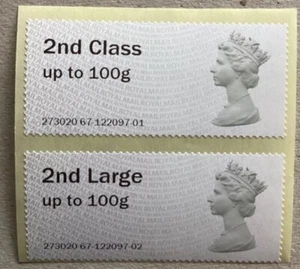 2nd Class
up to 100g
273020 67-122097-01
2nd Large
up to 100g
273020 67-122097-02